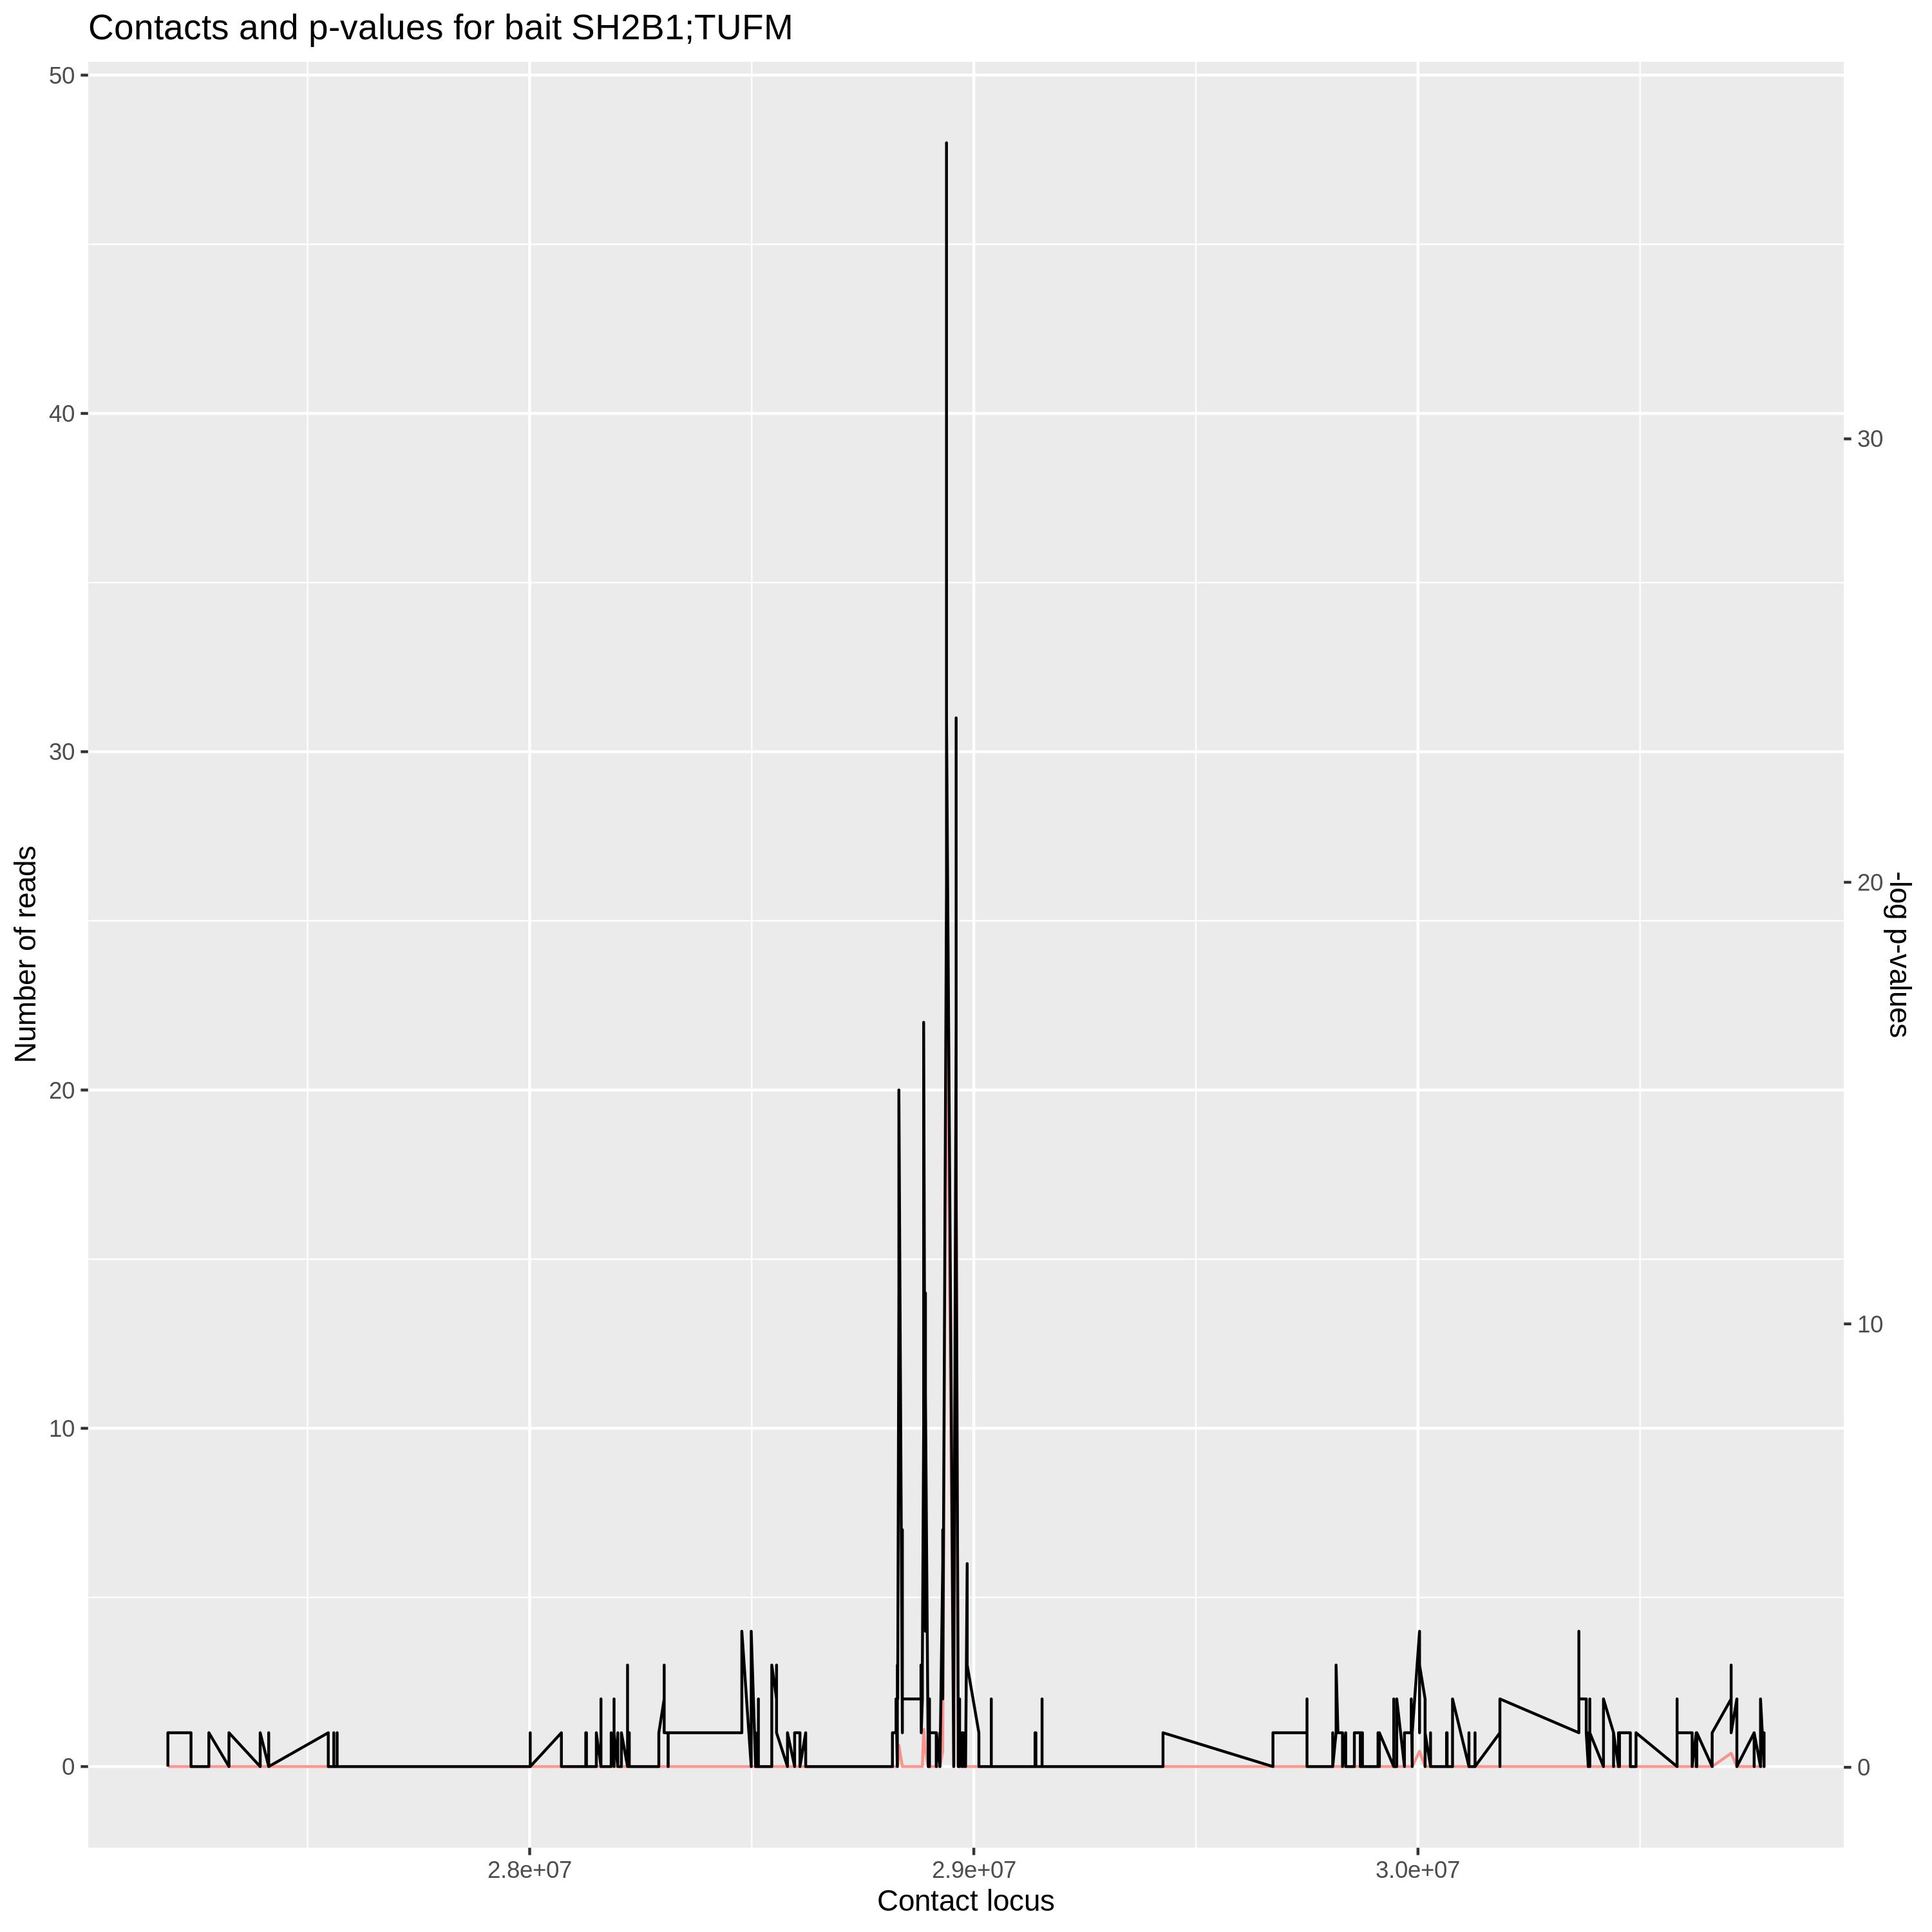 Contacts and p-values for bait SH2B1;TUFM
50
40
30
20
10
0
Number of reads
30
20
10
0
-log p-values
2.8e+07
2.9e+07
3.0e+07
Contact locus